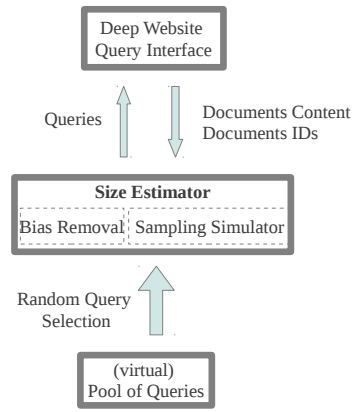 Deep Website
Query Interface
Queries
Documents Content
Documents IDs
Size Estimator
Bias Removal
Sampling Simulator
Random Query
Selection
(virtual)
Pool of Queries